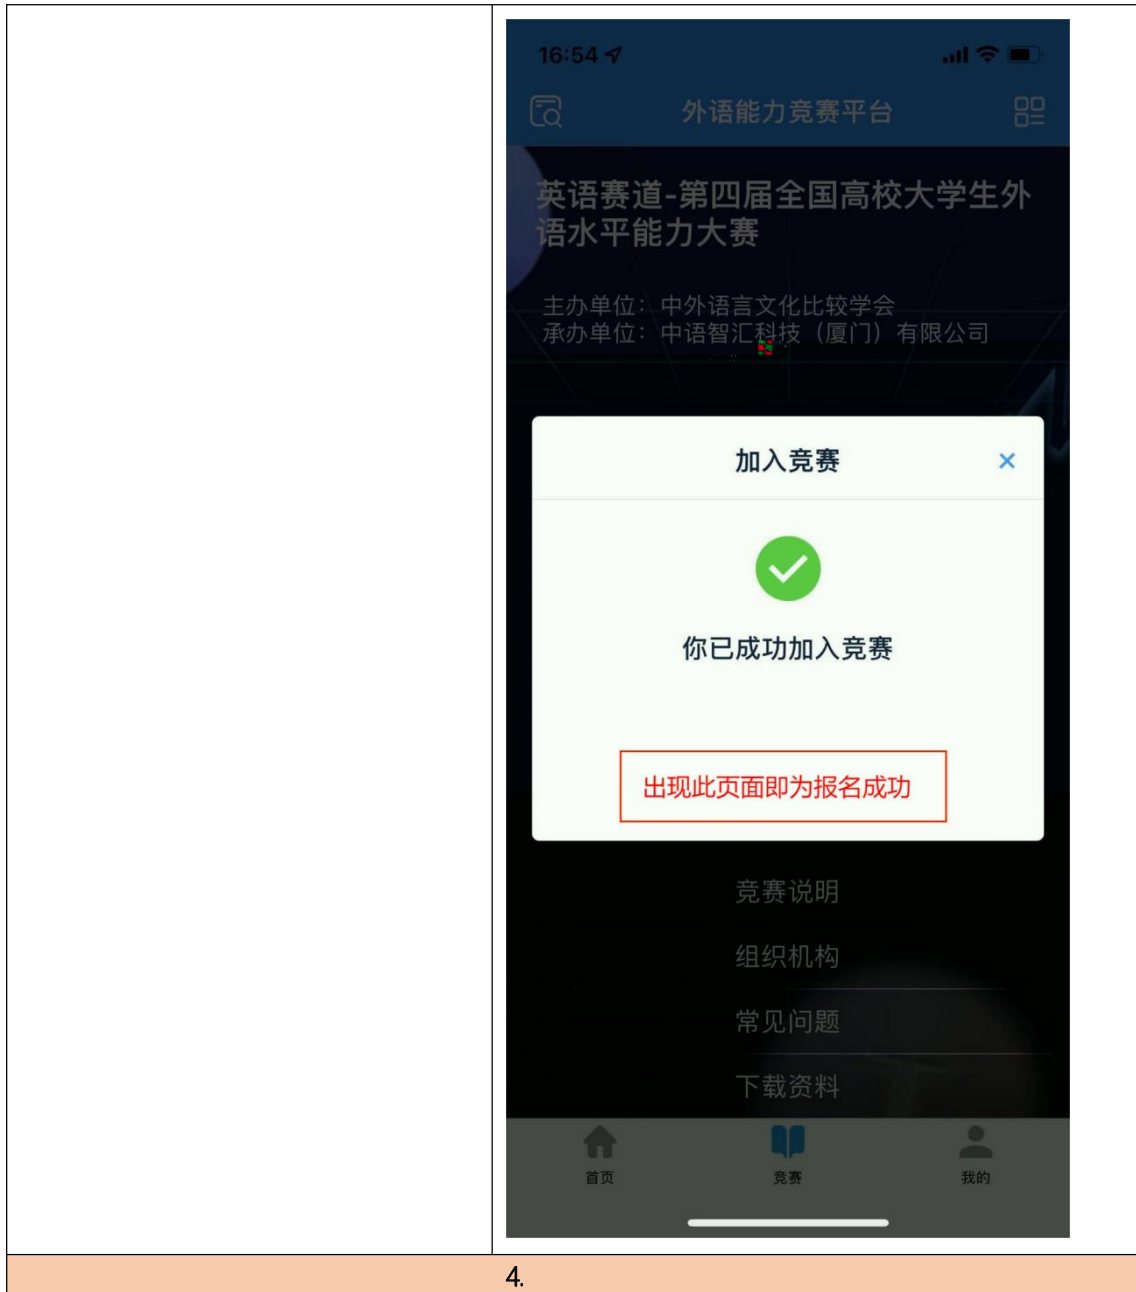 16:54
外语能力竞赛平台
英语赛道-第四届全国高校大学生外
语水平能力大赛
主办单位：中外语言文化比较学会
承办单位：中语智汇科技（厦门）有限公司
加入竞赛
你已成功加入竞赛
出现此页面即为报名成功
竞赛说明
组织机构
常见问题
下载资料
首页 竞赛 我的
4.